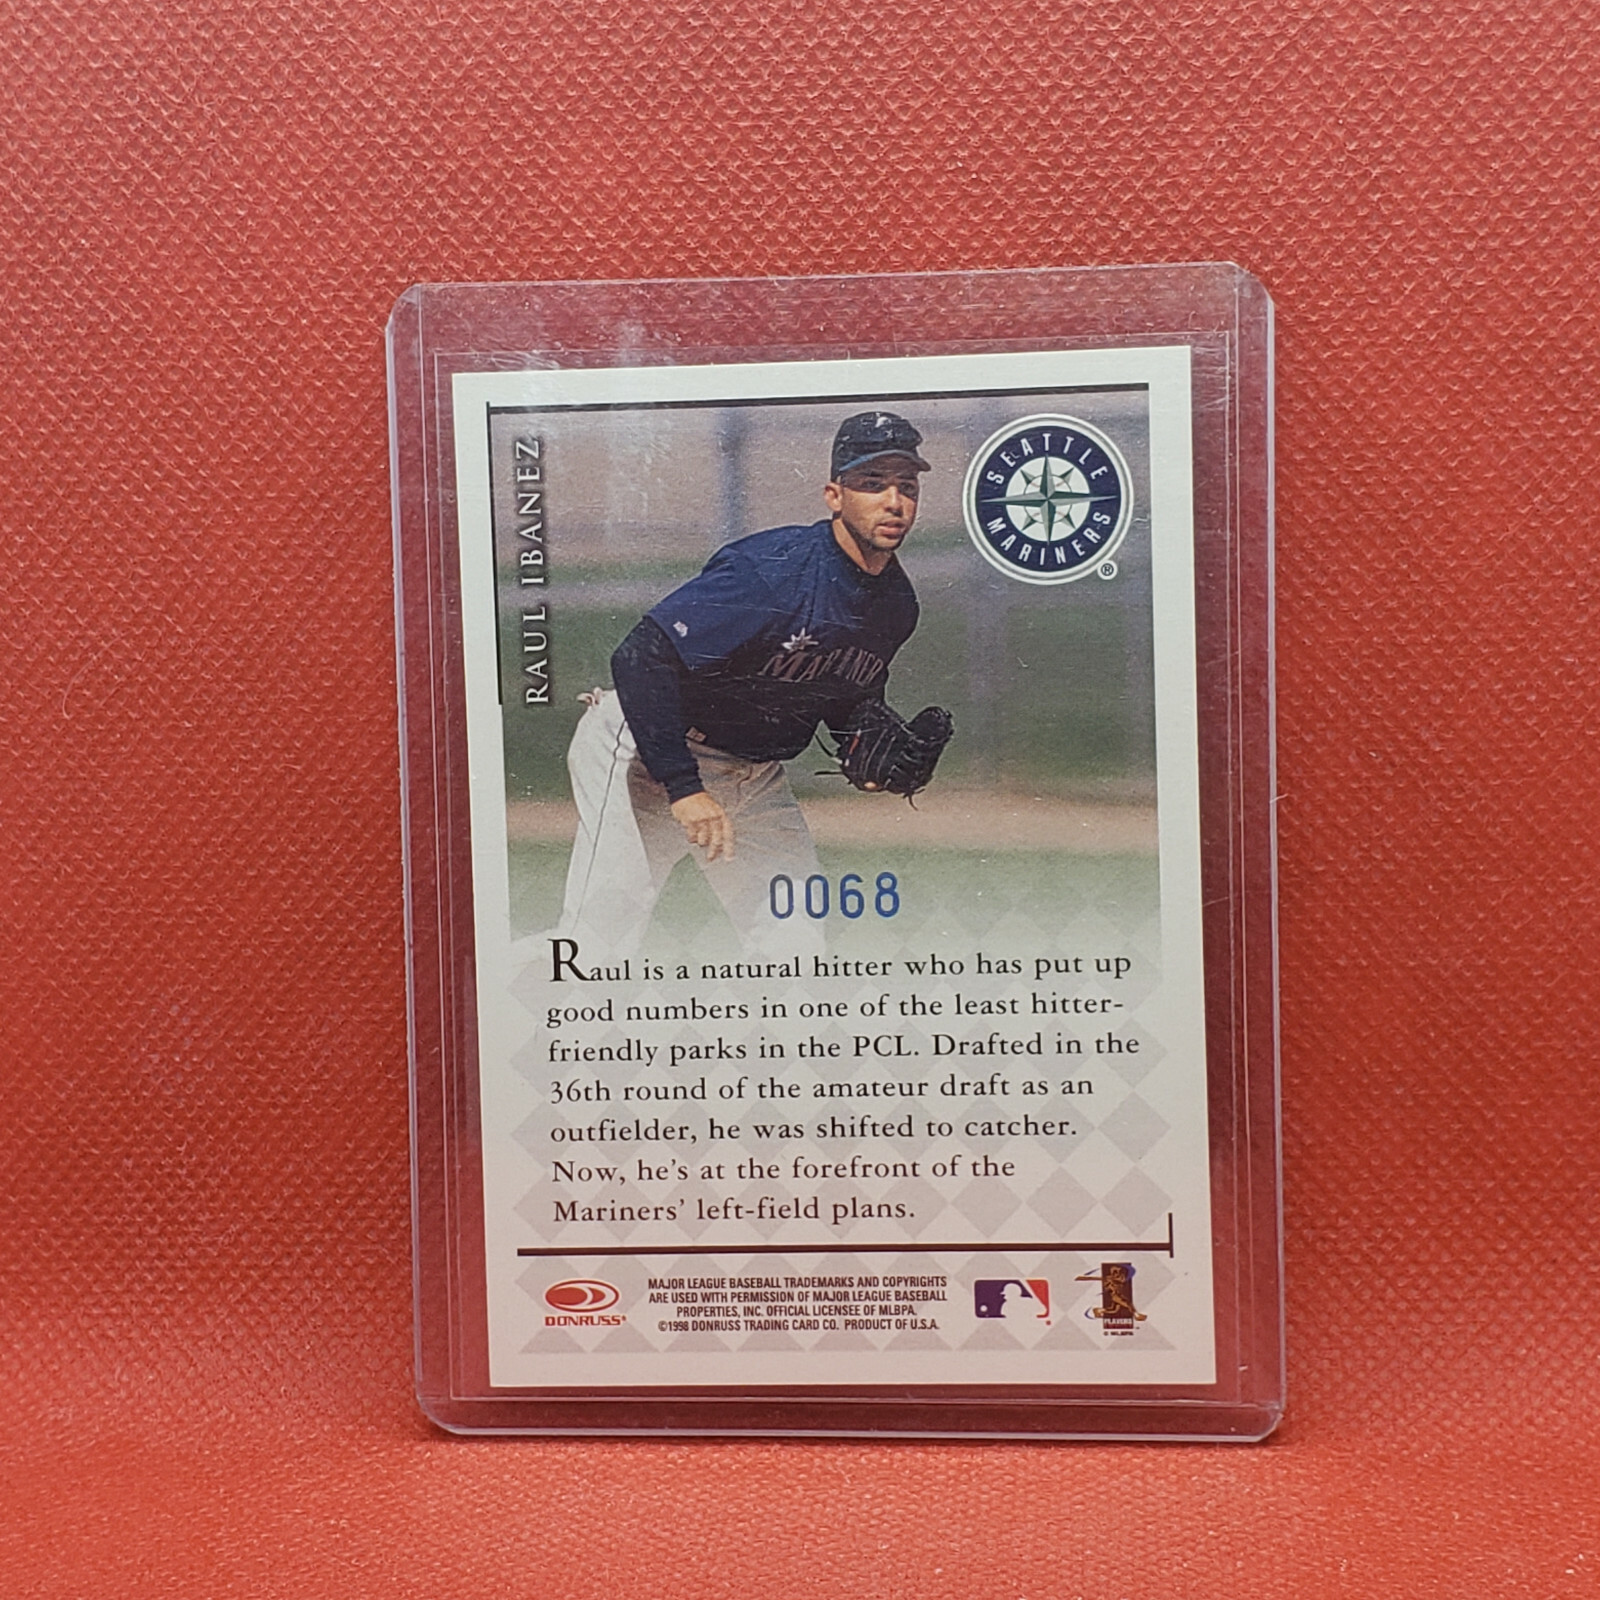 RAUL IBANEZ
SEATTLE
MARINERS
®
MARINER
0068
Raul is a natural hitter who has put up
good numbers in one of the least hitter-
friendly parks in the PCL. Drafted in the
36th round of the amateur draft as an
outfielder, he was shifted to catcher.
Now, he's at the forefront of the
Mariners' left-field plans.
DONRUSS®
MAJOR LEAGUE BASEBALL TRADEMARKS AND COPYRIGHTS
ARE USED WITH PERMISSION OF MAJOR LEAGUE BASEBALL
PROPERTIES, INC. OFFICIAL LICENSEE OF MLBPA.
©1998 DONRUSS TRADING CARD CO. PRODUCT OF U.S.A.
PLAYERS
© MLBPA